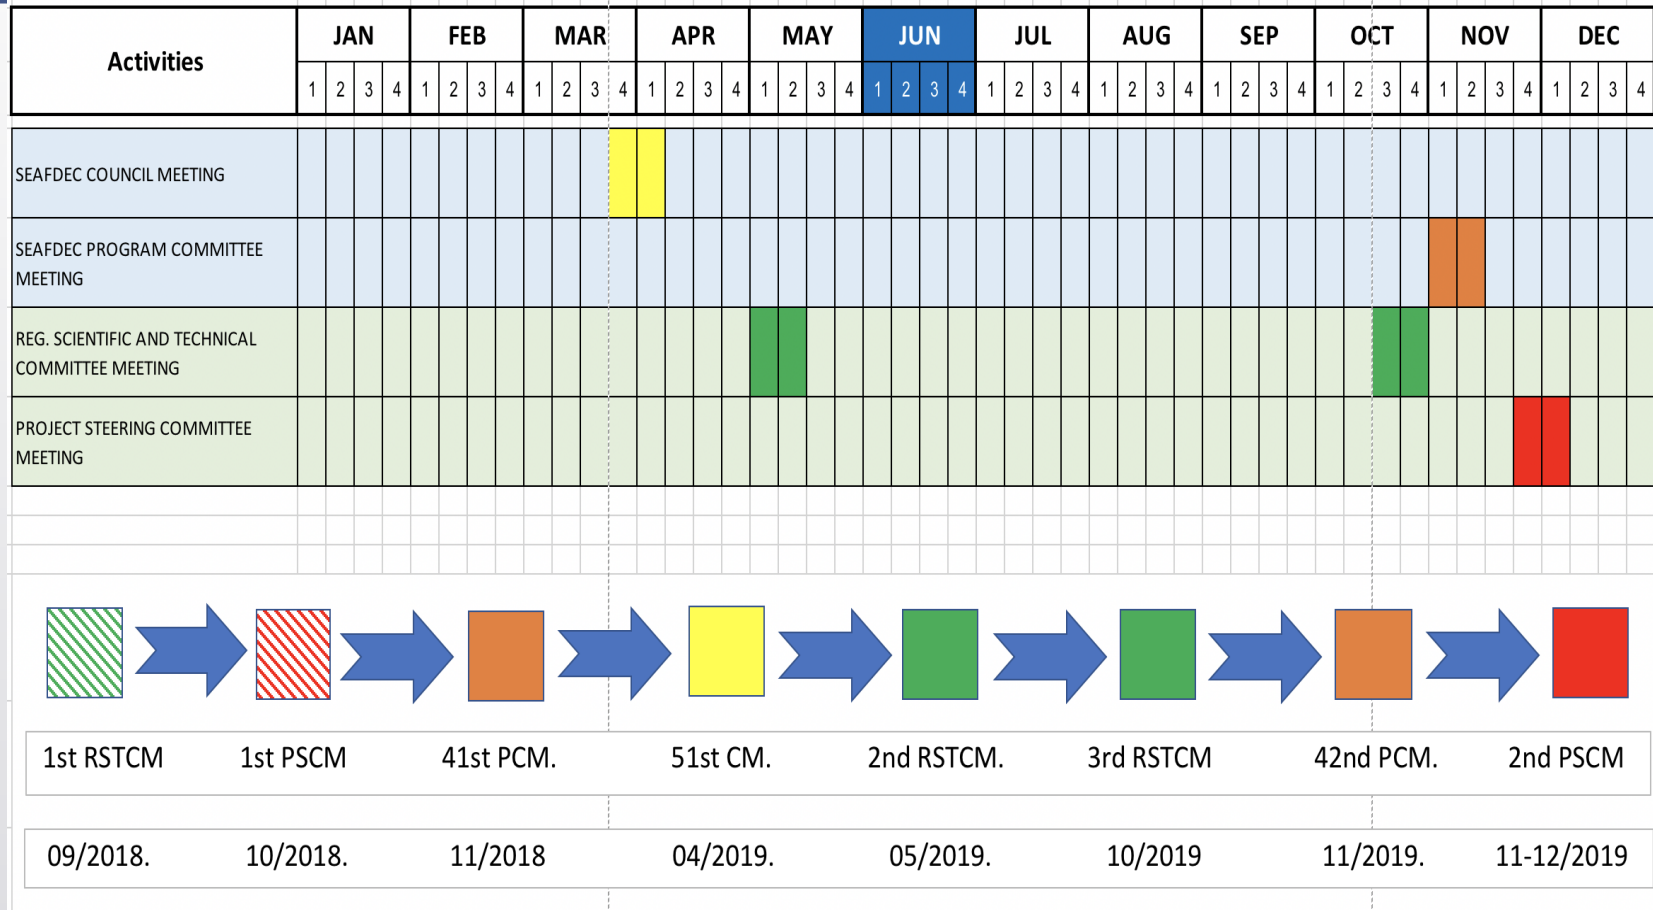 Activities
JAN FEB MAR APR MAY JUN JUL AUG SEP OCT NOV DEC
1 2 3 4 1 2 3 4 1 2 3 4 1 2 3 4 1 2 3 4 1 2 3 4 1 2 3 4 1 2 3 4 1 2 3 4 1 2 3 4 1 2 3 4 1 2 3 4
SEAFDEC COUNCIL MEETING
SEAFDEC PROGRAM COMMITTEE
MEETING
REG. SCIENTIFIC AND TECHNICAL
COMMITTEE MEETING
PROJECT STEERING COMMITTEE
MEETING
1st RSTCM 1st PSCM 41st PCM. 51st CM. 2nd RSTCM. 3rd RSTCM 42nd PCM. 2nd PSCM
09/2018. 10/2018. 11/2018 04/2019. 05/2019. 10/2019 11/2019. 11-12/2019